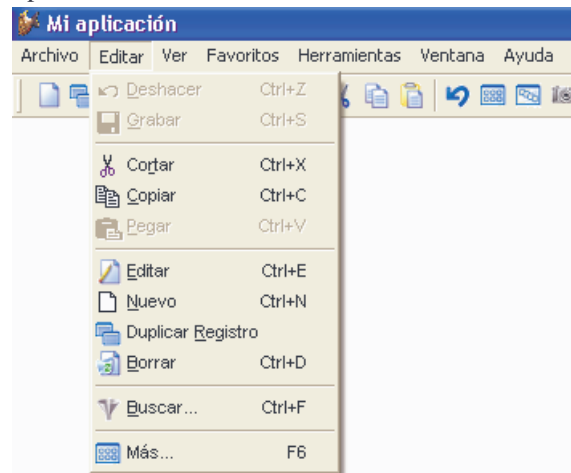 Mi aplicación
Archivo Editar Ver Favoritos Herramientas Ventana Ayuda
Deshacer Ctrl+Z
Grabar Ctrl+S
Cortar Ctrl+X
Copiar Ctrl+C
Pegar Ctrl+V
Editar Ctrl+E
Nuevo Ctrl+N
Duplicar Registro
Borrar Ctrl+D
Buscar... Ctrl+F
Más... F6